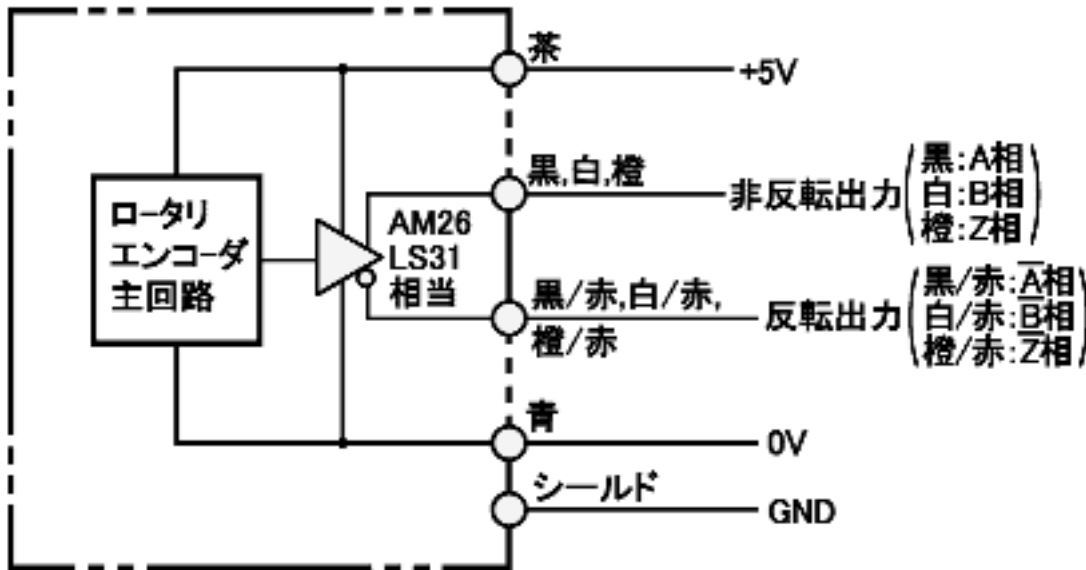 茶
+5V
黒,白,橙
非反転出力
黒:A相
白:B相
橙:Z相
ロータリ
エンコーダ
主回路
AM26
LS31
相当
黒/赤,白/赤,
橙/赤
反転出力
黒/赤:A̅相
白/赤:B̅相
橙/赤:Z̅相
青
0V
シールド
GND